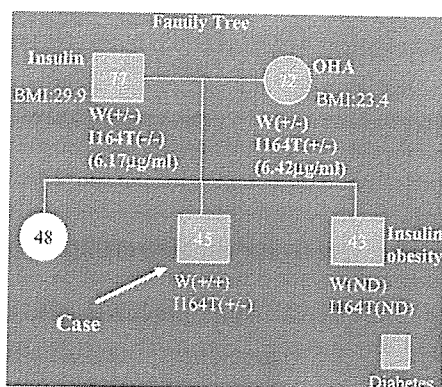 Family Tree
Insulin
77
72
OHA
BMI:29.9
BMI:23.4
W(+/-)
I164T(-/-)
(6.17μg/ml)
W(+/-)
I164T(+/-)
(6.42μg/ml)
48
45
43
Insulin
obesity
W(+/+)
I164T(+/-)
W(ND)
I164T(ND)
Case
Diabetes